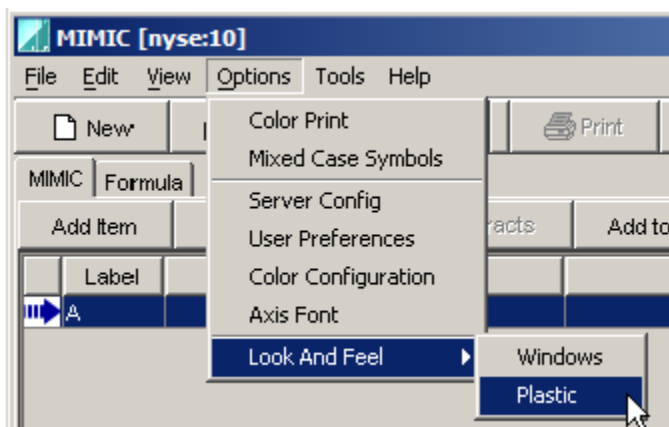 MIMIC [nyse:10]
File Edit View Options Tools Help
New Print
Color Print
Mixed Case Symbols
MIMIC Formula
Server Config
Add Item racts Add to
User Preferences
Label Color Configuration
A Axis Font
Look And Feel Windows
Plastic